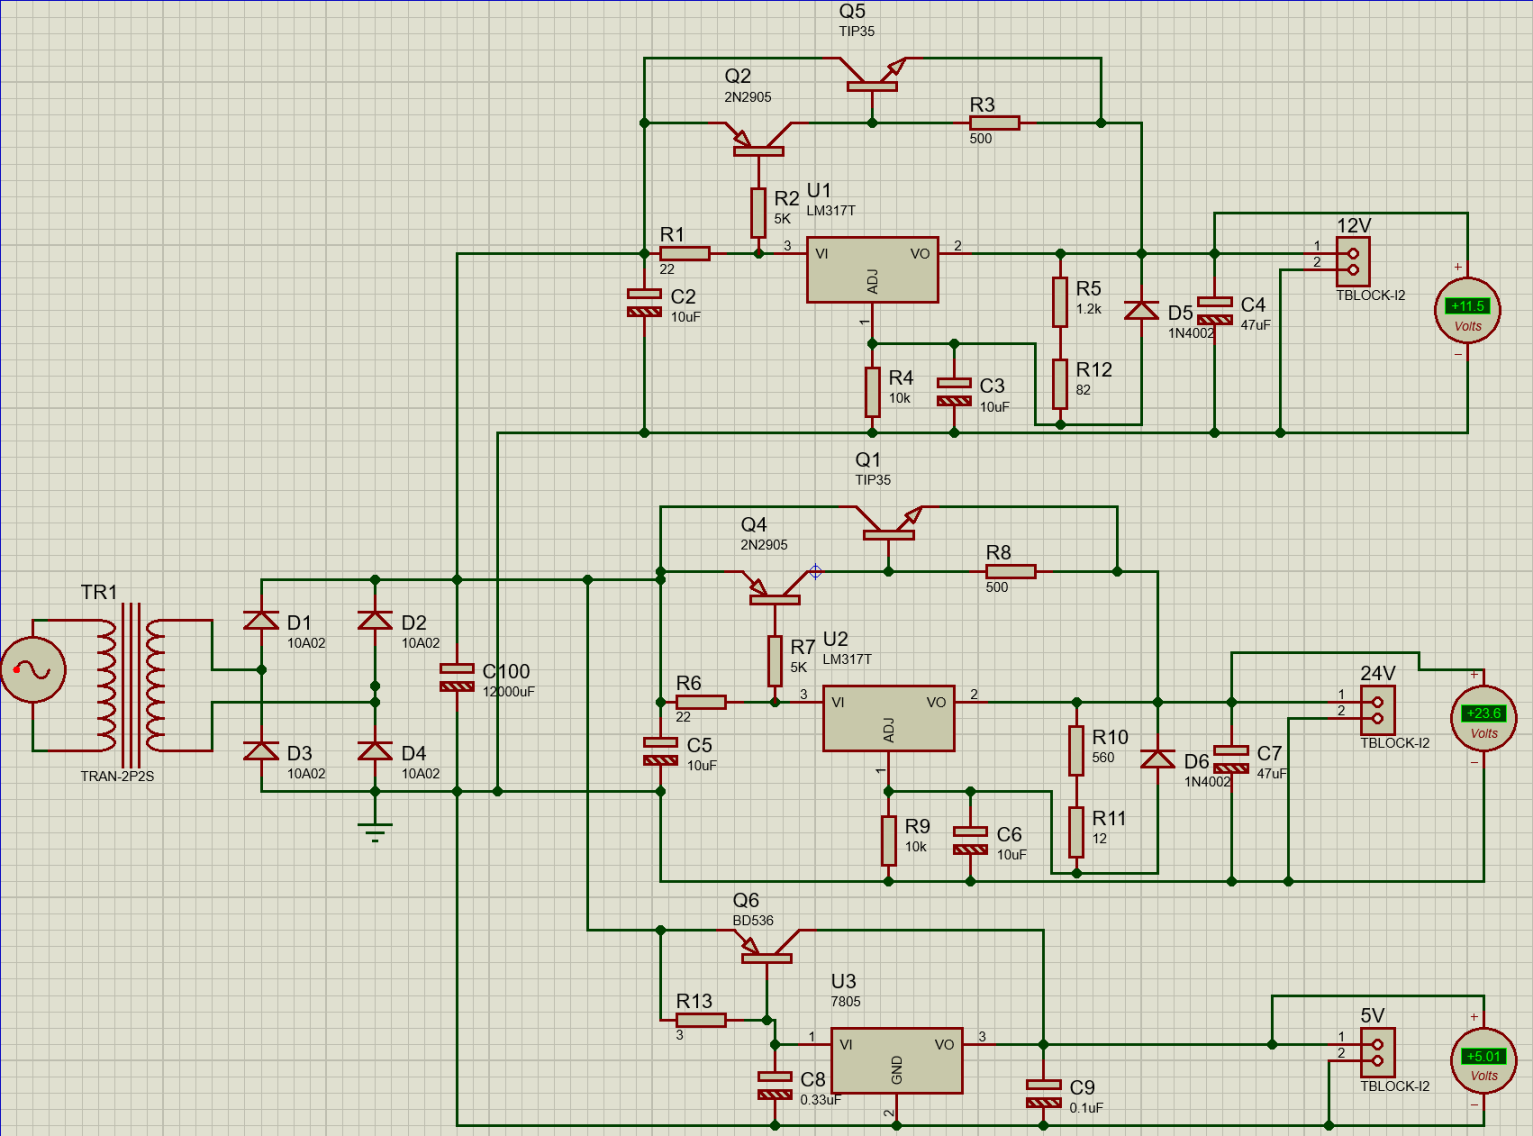 Q5
TIP35
Q2
2N2905
R3
500
R2
5K
U1
LM317T
R1
22
3
VI
VO
2
ADJ
1
C2
10uF
R4
10k
C3
10uF
R5
1.2k
R12
82
D5
1N4002
C4
47uF
12V
1
2
TBLOCK-I2
+
+11.5
Volts
−
Q1
TIP35
Q4
2N2905
R8
500
R7
5K
U2
LM317T
R6
22
3
VI
VO
2
ADJ
1
C5
10uF
R9
10k
C6
10uF
R10
560
R11
12
D6
1N4002
C7
47uF
24V
1
2
TBLOCK-I2
+
+23.6
Volts
−
TR1
TRAN-2P2S
D1
10A02
D2
10A02
D3
10A02
D4
10A02
C100
12000uF
Q6
BD536
R13
3
U3
7805
1
VI
VO
3
GND
2
C8
0.33uF
C9
0.1uF
5V
1
2
TBLOCK-I2
+
+5.01
Volts
−